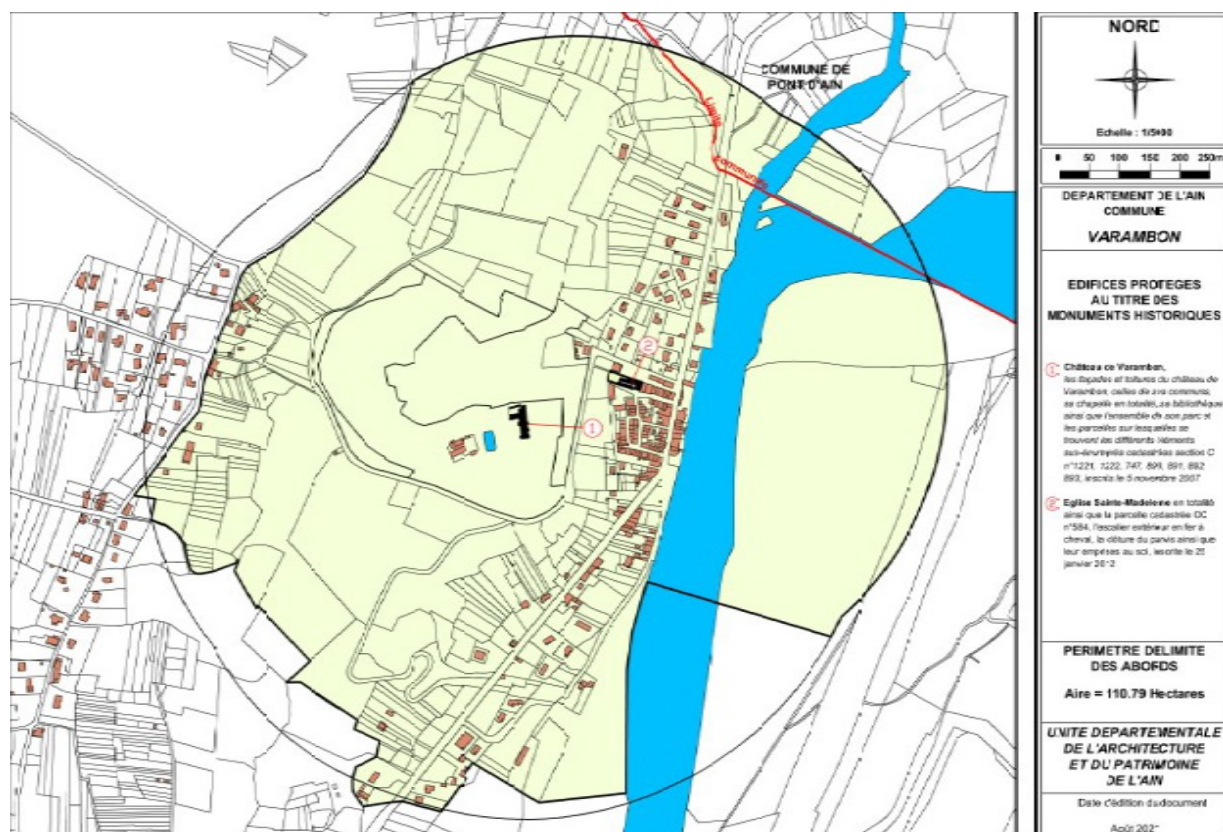 COMMUNE DE
PONT D'AIN
Limite
communale
1
2
NORD
Echelle : 1/5000
0 50 100 150 200 250m
DEPARTEMENT DE L'AIN
COMMUNE
VARAMBON
EDIFICES PROTEGES
AU TITRE DES
MONUMENTS HISTORIQUES
1 Château de Varambon,
les façades et toitures du château de
Varambon, celles de ses communs,
sa chapelle en totalité, sa bibliothèque
ainsi que l'ensemble de son parc et
les parcelles sur lesquelles se
trouvent les différents éléments
sus-énumérés cadastrées section C
n°1221, 1222, 747, 890, 891, 892
893, inscrits le 5 novembre 2007
2 Eglise Sainte-Madeleine en totalité
ainsi que la parcelle cadastrée OC
n°584, l'escalier extérieur en fer à
cheval, la clôture du parvis ainsi que
leur emprises au sol, inscrite le 25
janvier 2012
PERIMETRE DELIMITE
DES ABORDS
Aire = 110.79 Hectares
UNITE DEPARTEMENTALE
DE L'ARCHITECTURE
ET DU PATRIMOINE
DE L'AIN
Date d'édition du document
Août